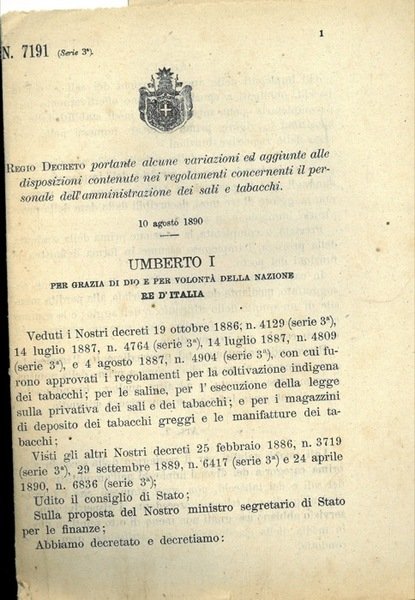 1
N. 7191 (Serie 3ª).
REGIO DECRETO portante alcune variazioni ed aggiunte alle
disposizioni contenute nei regolamenti concernenti il per-
sonale dell'amministrazione dei sali e tabacchi.
10 agosto 1890
UMBERTO I
PER GRAZIA DI DIO E PER VOLONTÀ DELLA NAZIONE
RE D'ITALIA
Veduti i Nostri decreti 19 ottobre 1886; n. 4129 (serie 3ª),
14 luglio 1887, n. 4764 (serie 3ª), 14 luglio 1887, n. 4809
(serie 3ª), e 4 agosto 1887, n. 4904 (serie 3ª), con cui fu-
rono approvati i regolamenti per la coltivazione indigena
dei tabacchi; per le saline, per l'esecuzione della legge
sulla privativa dei sali e dei tabacchi; e per i magazzini
di deposito dei tabacchi greggi e le manifatture dei ta-
bacchi;
Visti gli altri Nostri decreti 25 febbraio 1886, n. 3719
(serie 3ª), 29 settembre 1889, n. 6417 (serie 3ª) e 24 aprile
1890, n. 6836 (serie 3ª);
Udito il consiglio di Stato;
Sulla proposta del Nostro ministro segretario di Stato
per le finanze;
Abbiamo decretato e decretiamo: